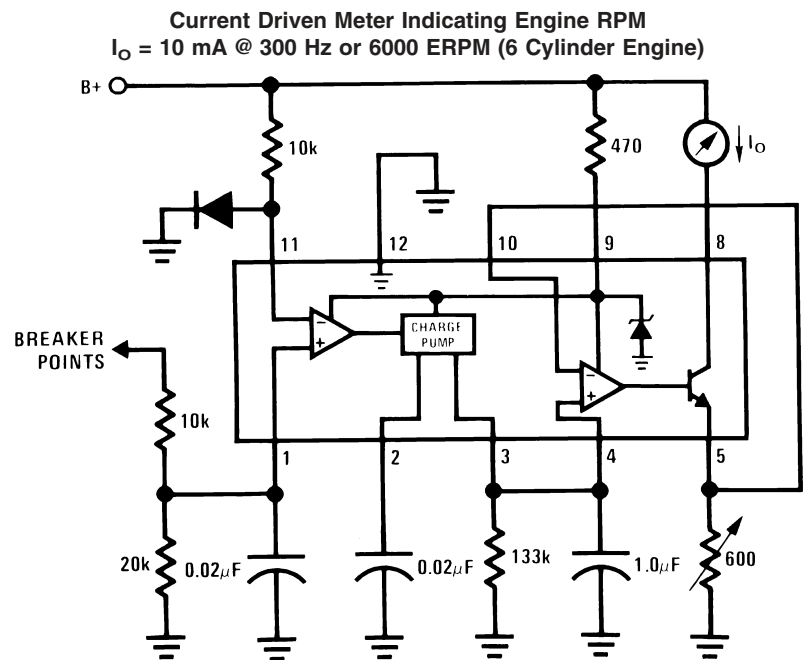 Current Driven Meter Indicating Engine RPM
I_O = 10 mA @ 300 Hz or 6000 ERPM (6 Cylinder Engine)
B+
10k
470
I_O
11
12
10
9
8
−
+
CHARGE
PUMP
−
+
BREAKER
POINTS
10k
1
2
3
4
5
20k
0.02μF
0.02μF
133k
1.0μF
600